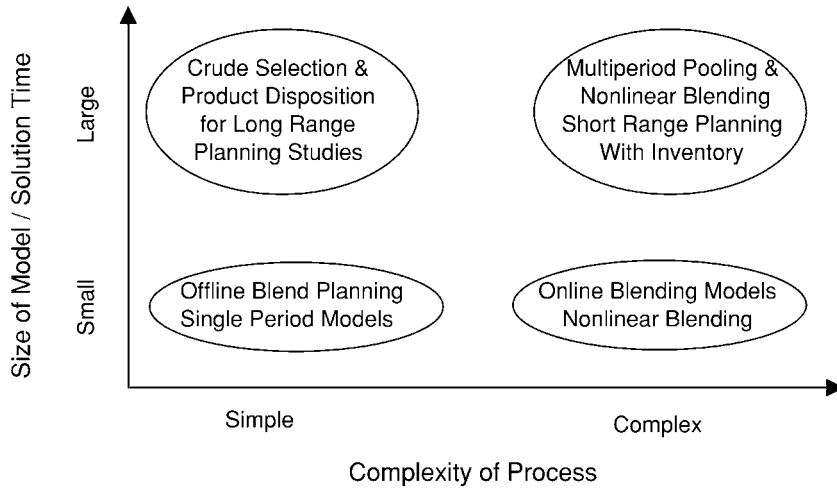 Size of Model / Solution Time
Large
Small
Crude Selection &
Product Disposition
for Long Range
Planning Studies
Multiperiod Pooling &
Nonlinear Blending
Short Range Planning
With Inventory
Offline Blend Planning
Single Period Models
Online Blending Models
Nonlinear Blending
Simple
Complex
Complexity of Process